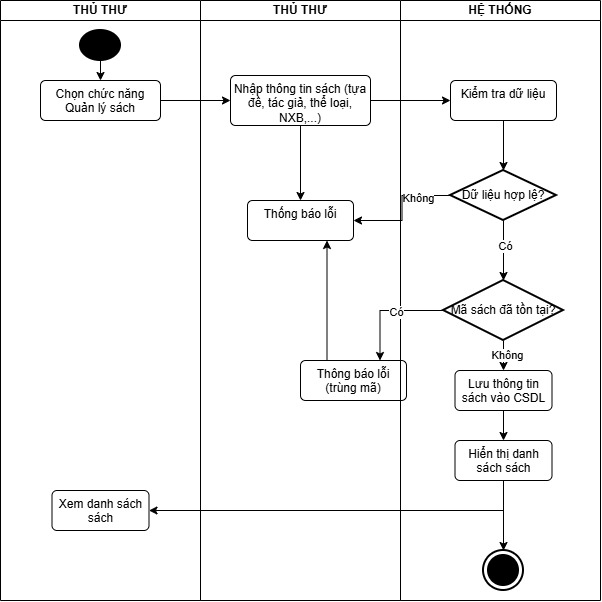 THỦ THƯ
THỦ THƯ
HỆ THỐNG
Chọn chức năng
Quản lý sách
Nhập thông tin sách (tựa
đề, tác giả, thể loại,
NXB,...)
Kiểm tra dữ liệu
Dữ liệu hợp lệ?
Không
Thống báo lỗi
Có
Mã sách đã tồn tại?
Có
Không
Thông báo lỗi
(trùng mã)
Lưu thông tin
sách vào CSDL
Hiển thị danh
sách sách
Xem danh sách
sách